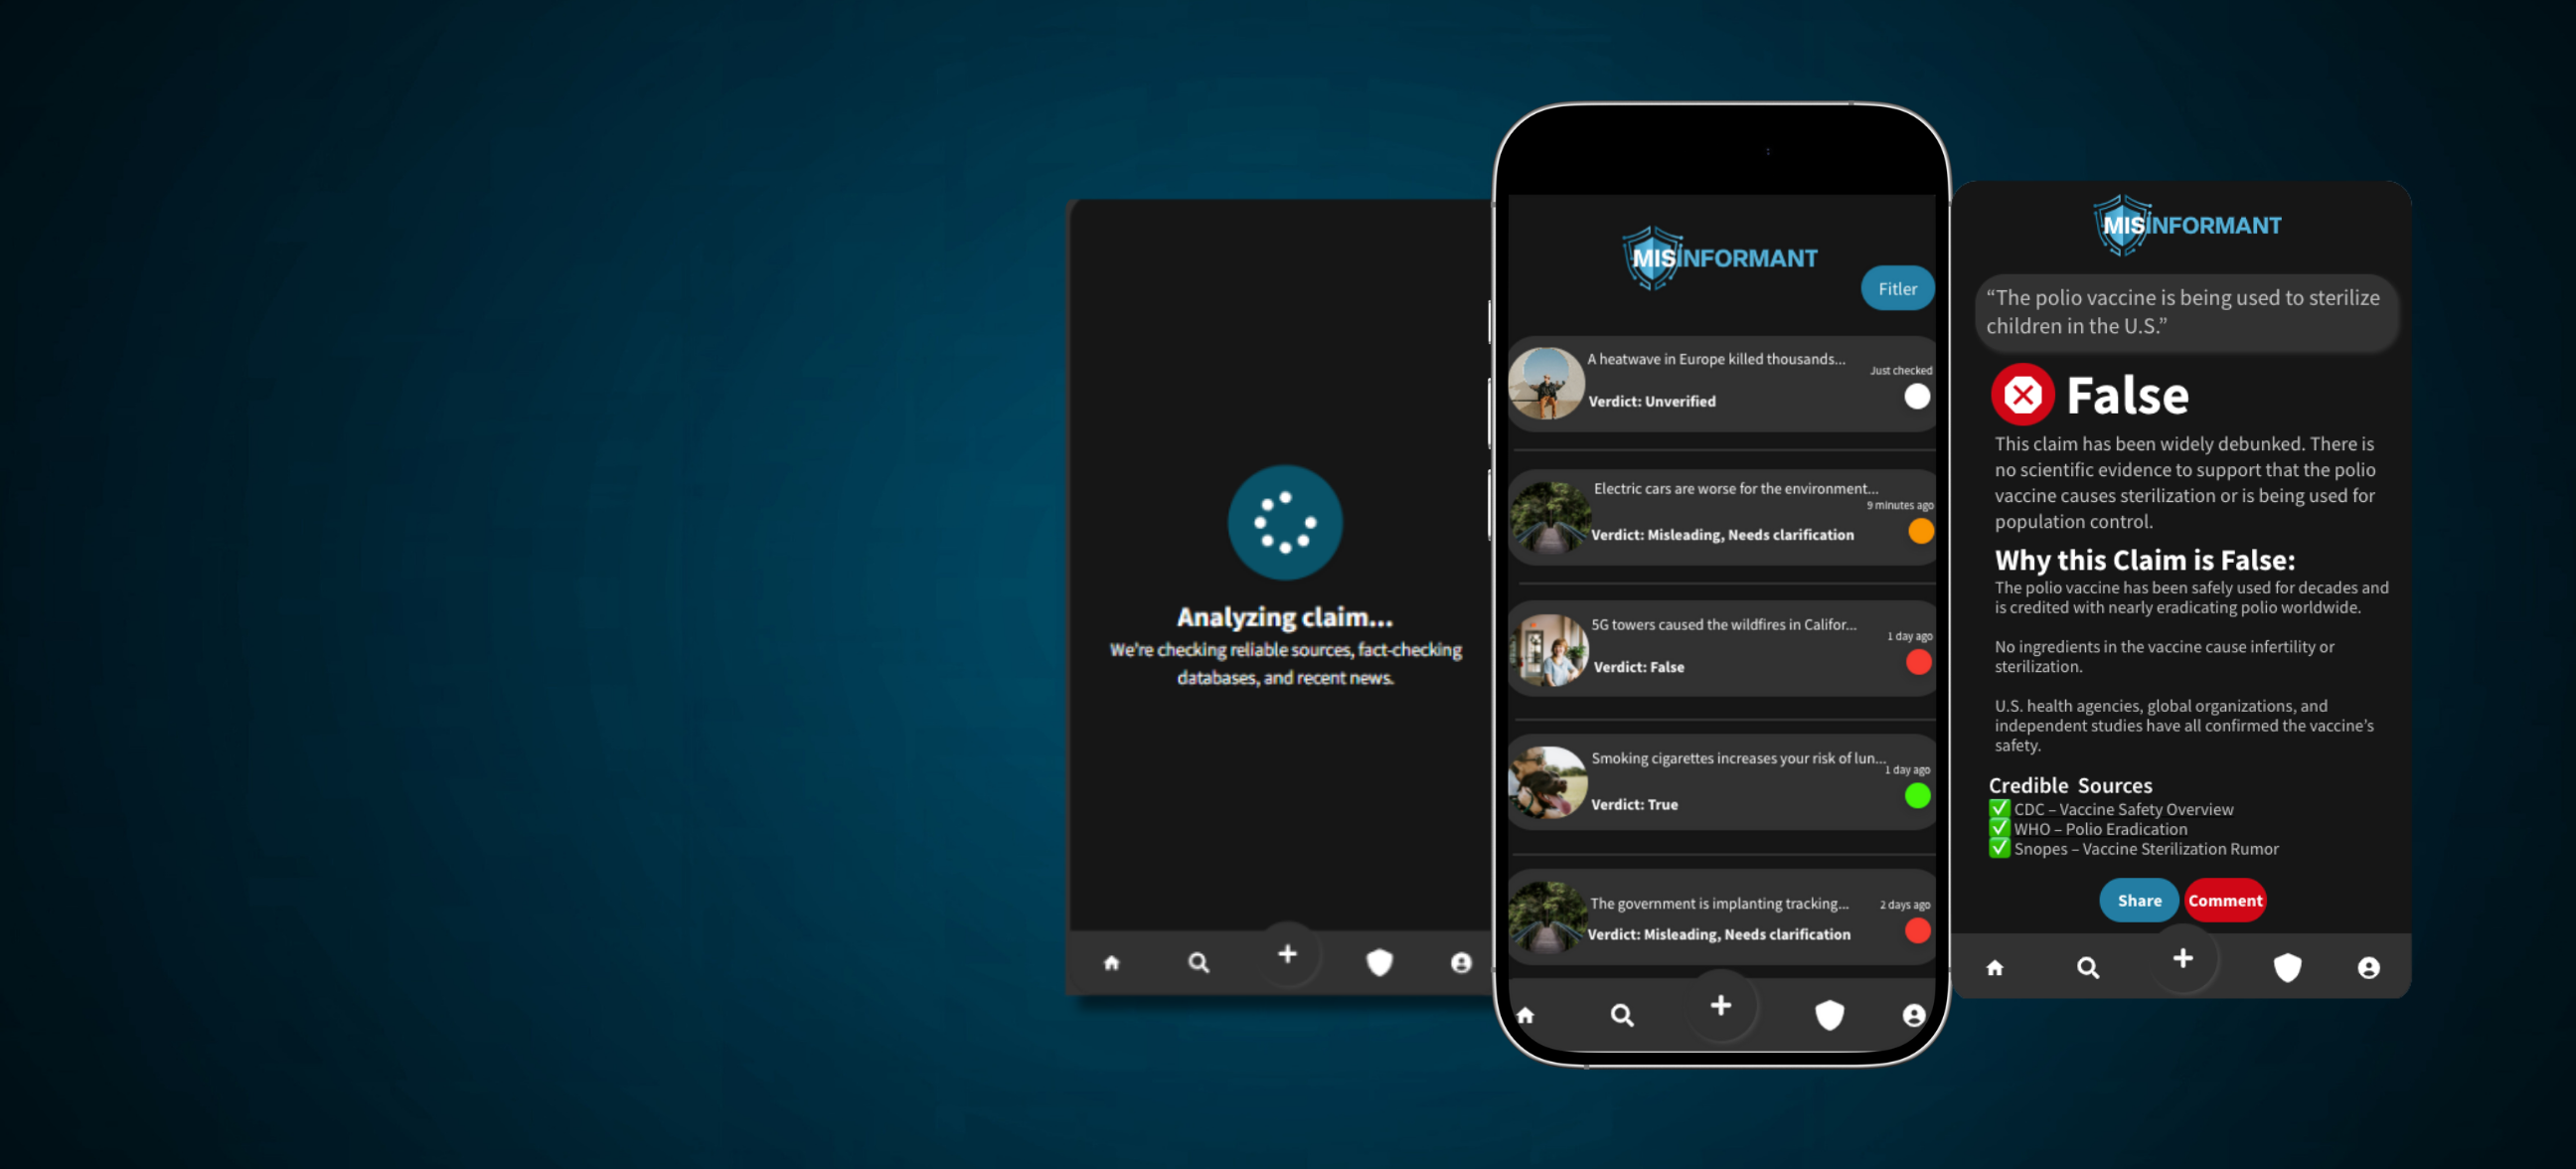 Analyzing claim...
We're checking reliable sources, fact-checking
databases, and recent news.
MISINFORMANT
Fitler
A heatwave in Europe killed thousands...
Just checked
Verdict: Unverified
Electric cars are worse for the environment...
9 minutes ago
Verdict: Misleading, Needs clarification
5G towers caused the wildfires in Califor...
1 day ago
Verdict: False
Smoking cigarettes increases your risk of lun...
1 day ago
Verdict: True
The government is implanting tracking...
2 days ago
Verdict: Misleading, Needs clarification
MISINFORMANT
“The polio vaccine is being used to sterilize
children in the U.S.”
False
This claim has been widely debunked. There is
no scientific evidence to support that the polio
vaccine causes sterilization or is being used for
population control.
Why this Claim is False:
The polio vaccine has been safely used for decades and
is credited with nearly eradicating polio worldwide.
No ingredients in the vaccine cause infertility or
sterilization.
U.S. health agencies, global organizations, and
independent studies have all confirmed the vaccine’s
safety.
Credible Sources
✅ CDC – Vaccine Safety Overview
✅ WHO – Polio Eradication
✅ Snopes – Vaccine Sterilization Rumor
Share
Comment